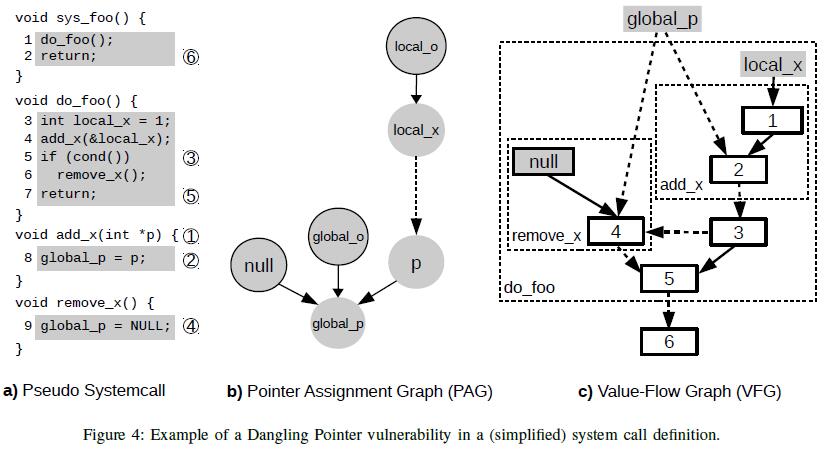 void sys_foo() {
1 do_foo();
2 return; ⑥
}
void do_foo() {
3 int local_x = 1;
4 add_x(&local_x);
5 if (cond()) ③
6 remove_x();
7 return; ⑤
}
void add_x(int *p) { ①
8 global_p = p; ②
}
void remove_x() {
9 global_p = NULL; ④
}
a) Pseudo Systemcall
local_o
local_x
global_o
null
p
global_p
b) Pointer Assignment Graph (PAG)
global_p
local_x
1
null
2
add_x
remove_x
4
3
5
do_foo
6
c) Value-Flow Graph (VFG)
Figure 4: Example of a Dangling Pointer vulnerability in a (simplified) system call definition.